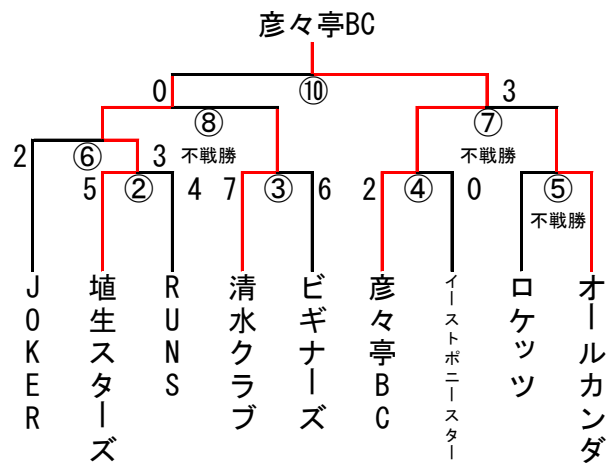 彦々亭BC
0 ⑩ 3
⑧ ⑦
2 ⑥ 3 不戦勝 不戦勝
5 ② 4 7 ③ 6 2 ④ 0 ⑤
不戦勝
JOKER
埴生スターズ
RUNS
清水クラブ
ビギナーズ
彦々亭BC
イーストポニースター
ロケッツ
オールカンダ